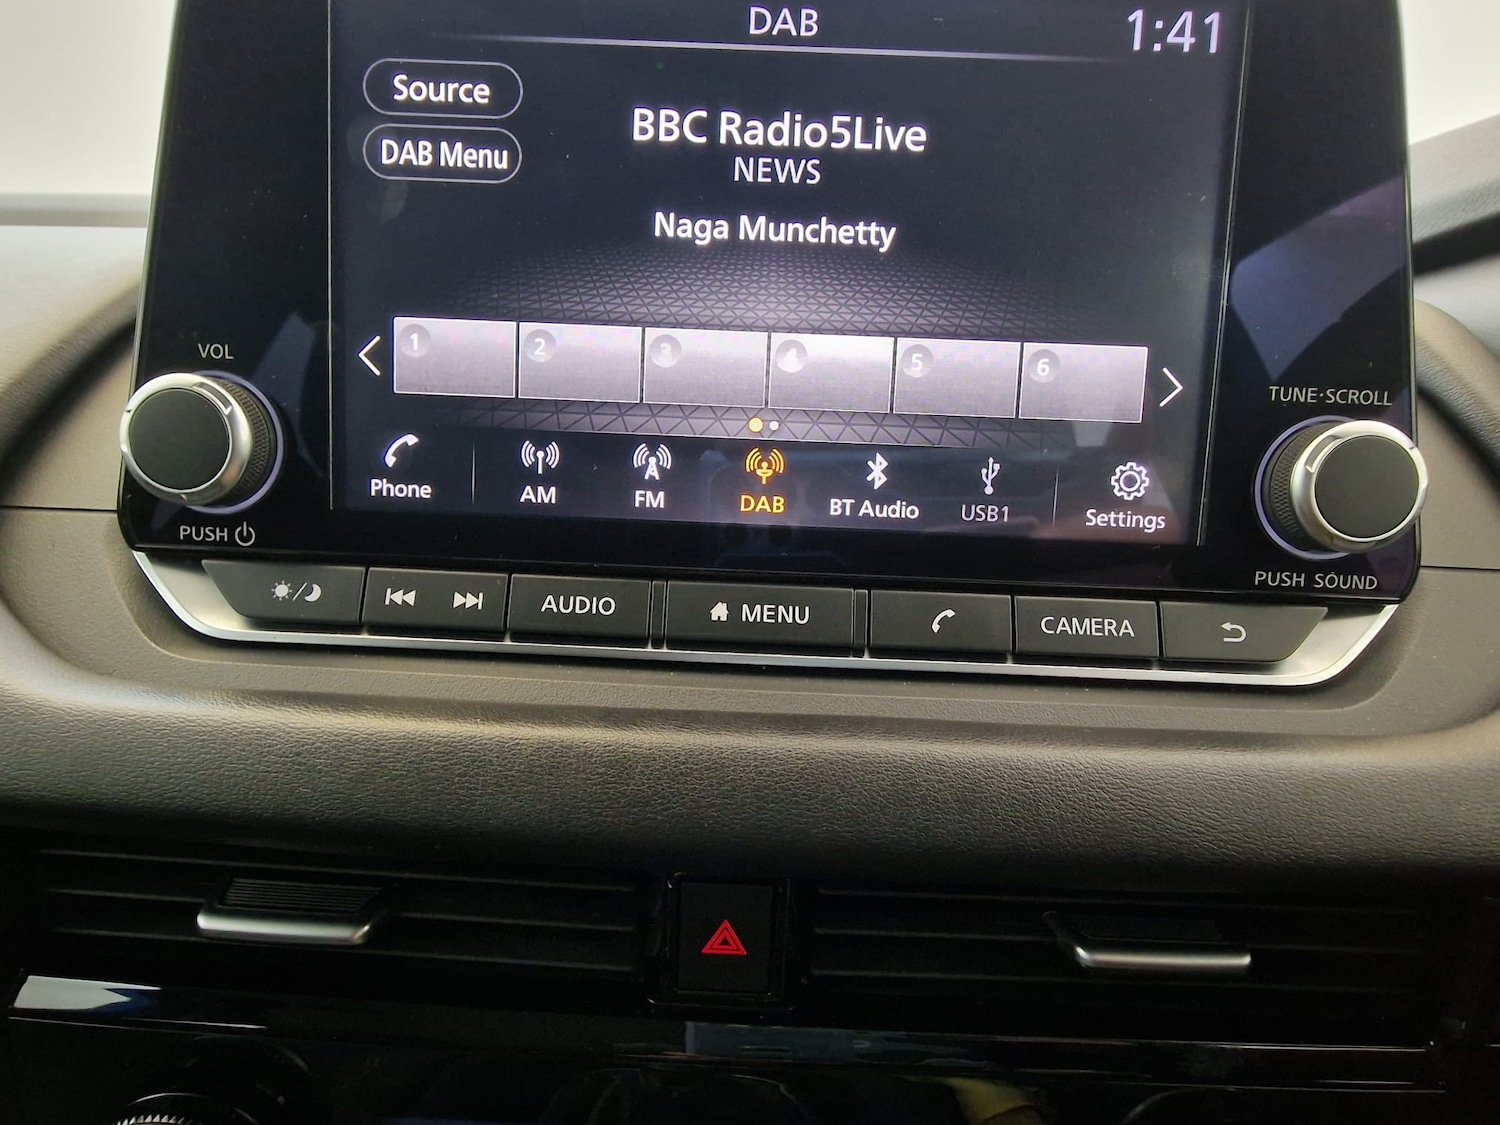 DAB
1:41
Source
DAB Menu
BBC Radio5Live
NEWS
Naga Munchetty
1 2 3 4 5 6
VOL
PUSH
TUNE·SCROLL
PUSH SOUND
Phone AM FM DAB BT Audio USB1 Settings
AUDIO MENU CAMERA